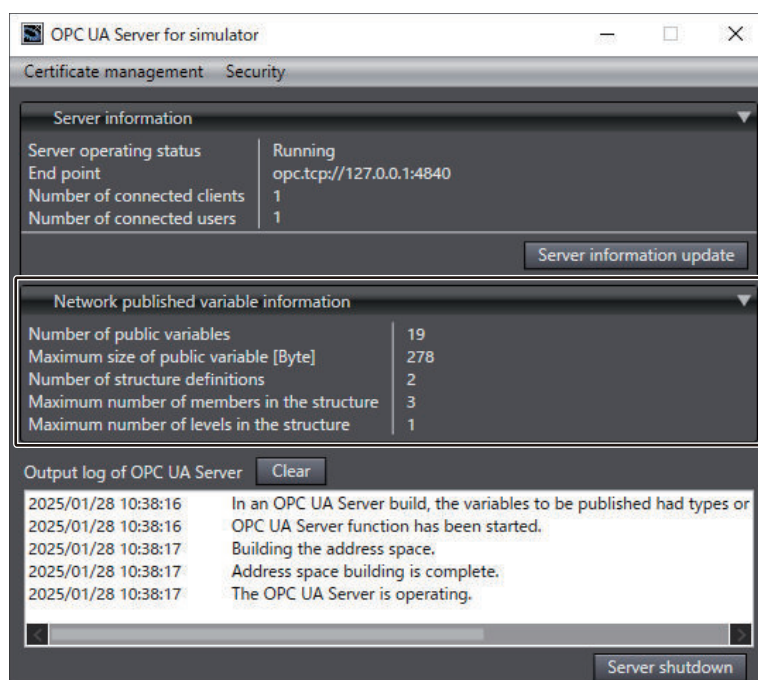 OPC UA Server for simulator
Certificate management Security
Server information
Server operating status Running
End point opc.tcp://127.0.0.1:4840
Number of connected clients 1
Number of connected users 1
Server information update
Network published variable information
Number of public variables 19
Maximum size of public variable [Byte] 278
Number of structure definitions 2
Maximum number of members in the structure 3
Maximum number of levels in the structure 1
Output log of OPC UA Server Clear
2025/01/28 10:38:16 In an OPC UA Server build, the variables to be published had types or
2025/01/28 10:38:16 OPC UA Server function has been started.
2025/01/28 10:38:17 Building the address space.
2025/01/28 10:38:17 Address space building is complete.
2025/01/28 10:38:17 The OPC UA Server is operating.
Server shutdown